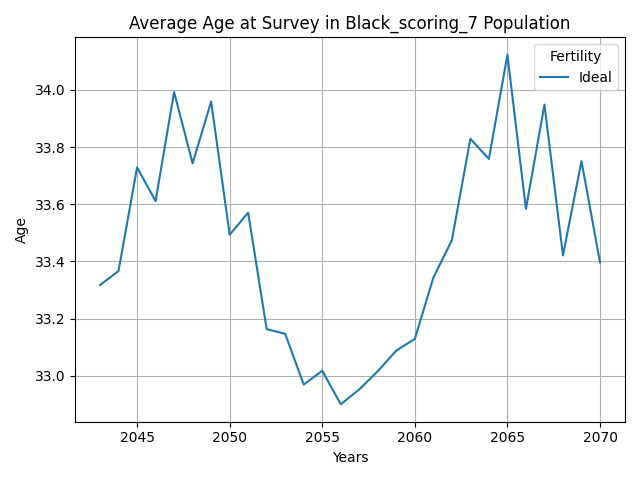 Average Age at Survey in Black_scoring_7 Population
Fertility
Ideal
34.0
33.8
33.6
33.4
33.2
33.0
Age
2045 2050 2055 2060 2065 2070
Years